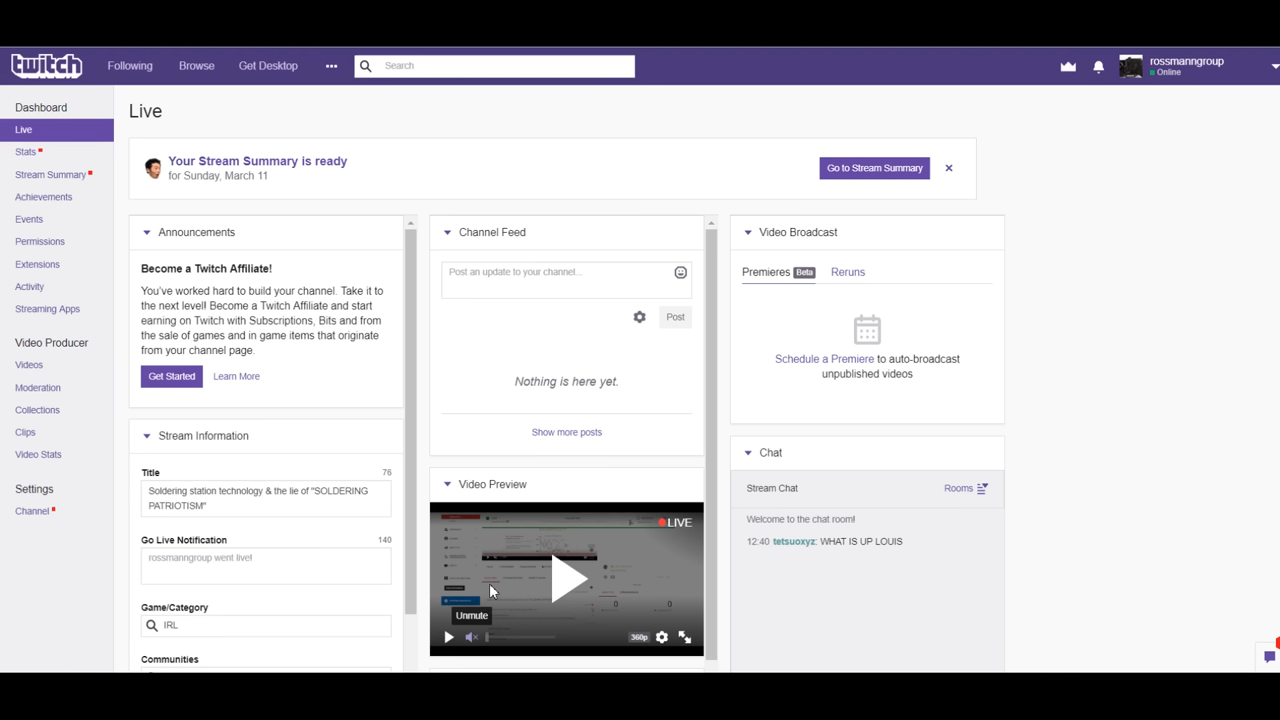 twitch
Following
Browse
Get Desktop
Search
rossmanngroup
Online
Dashboard
Live
Stats
Stream Summary
Achievements
Events
Permissions
Extensions
Activity
Streaming Apps
Video Producer
Videos
Moderation
Collections
Clips
Video Stats
Settings
Channel
Live
Your Stream Summary is ready
for Sunday, March 11
Go to Stream Summary
Announcements
Become a Twitch Affiliate!
You've worked hard to build your channel. Take it
to the next level! Become a Twitch Affiliate and start
earning on Twitch with Subscriptions, Bits and from
the sale of games and in game items that originate
from your channel page.
Get Started
Learn More
Stream Information
Title
76
Soldering station technology & the lie of "SOLDERING
PATRIOTISM"
Go Live Notification
140
rossmanngroup went live!
Game/Category
IRL
Communities
Channel Feed
Post an update to your channel...
Post
Nothing is here yet.
Show more posts
Video Preview
LIVE
Unmute
360p
Video Broadcast
Premieres Beta
Reruns
Schedule a Premiere to auto-broadcast
unpublished videos
Chat
Stream Chat
Rooms
Welcome to the chat room!
12:40 tetsuoxyz: WHAT IS UP LOUIS